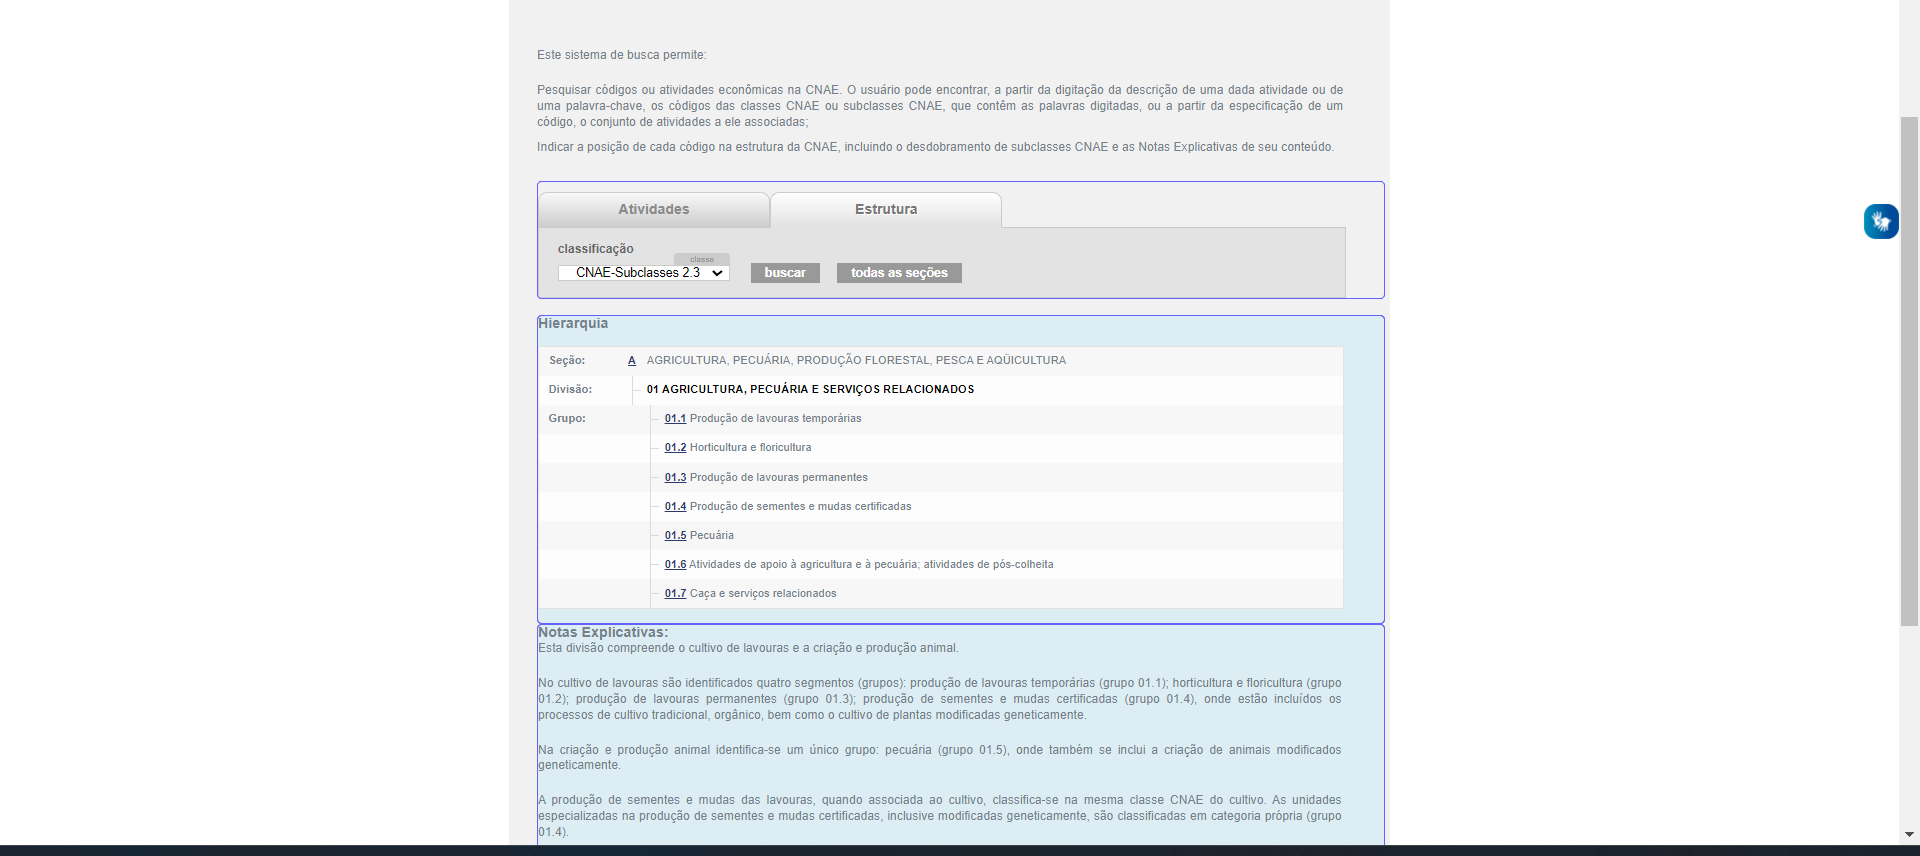 Este sistema de busca permite:
Pesquisar códigos ou atividades econômicas na CNAE. O usuário pode encontrar, a partir da digitação da descrição de uma dada atividade ou de
uma palavra-chave, os códigos das classes CNAE ou subclasses CNAE, que contêm as palavras digitadas, ou a partir da especificação de um
código, o conjunto de atividades a ele associadas;
Indicar a posição de cada código na estrutura da CNAE, incluindo o desdobramento de subclasses CNAE e as Notas Explicativas de seu conteúdo.
Atividades Estrutura
classificação
classe
CNAE-Subclasses 2.3 buscar todas as seções
Hierarquia
Seção: A AGRICULTURA, PECUÁRIA, PRODUÇÃO FLORESTAL, PESCA E AQÜICULTURA
Divisão: 01 AGRICULTURA, PECUÁRIA E SERVIÇOS RELACIONADOS
Grupo: 01.1 Produção de lavouras temporárias
01.2 Horticultura e floricultura
01.3 Produção de lavouras permanentes
01.4 Produção de sementes e mudas certificadas
01.5 Pecuária
01.6 Atividades de apoio à agricultura e à pecuária; atividades de pós-colheita
01.7 Caça e serviços relacionados
Notas Explicativas:
Esta divisão compreende o cultivo de lavouras e a criação e produção animal.
No cultivo de lavouras são identificados quatro segmentos (grupos): produção de lavouras temporárias (grupo 01.1); horticultura e floricultura (grupo
01.2); produção de lavouras permanentes (grupo 01.3); produção de sementes e mudas certificadas (grupo 01.4), onde estão incluídos os
processos de cultivo tradicional, orgânico, bem como o cultivo de plantas modificadas geneticamente.
Na criação e produção animal identifica-se um único grupo: pecuária (grupo 01.5), onde também se inclui a criação de animais modificados
geneticamente.
A produção de sementes e mudas das lavouras, quando associada ao cultivo, classifica-se na mesma classe CNAE do cultivo. As unidades
especializadas na produção de sementes e mudas certificadas, inclusive modificadas geneticamente, são classificadas em categoria própria (grupo
01.4).